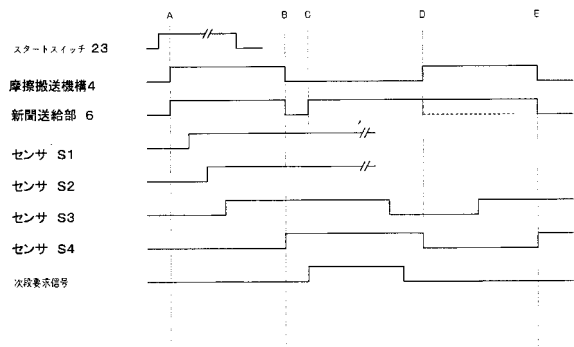 A B C D E
スタートスイッチ 23
摩擦搬送機構4
新聞送給部 6
センサ S1
センサ S2
センサ S3
センサ S4
次段要求信号